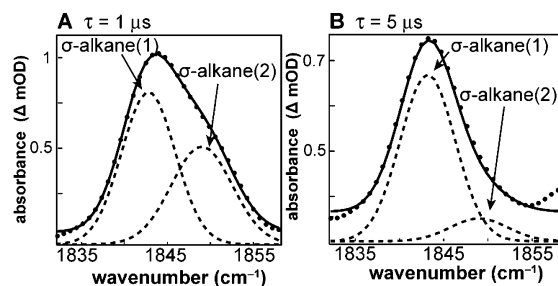 A τ = 1 μs
absorbance (Δ mOD)
1
0.5
σ-alkane(1)
σ-alkane(2)
1835 1845 1855
wavenumber (cm⁻¹)
B τ = 5 μs
absorbance (Δ mOD)
0.7
0.5
σ-alkane(1)
σ-alkane(2)
1835 1845 1855
wavenumber (cm⁻¹)